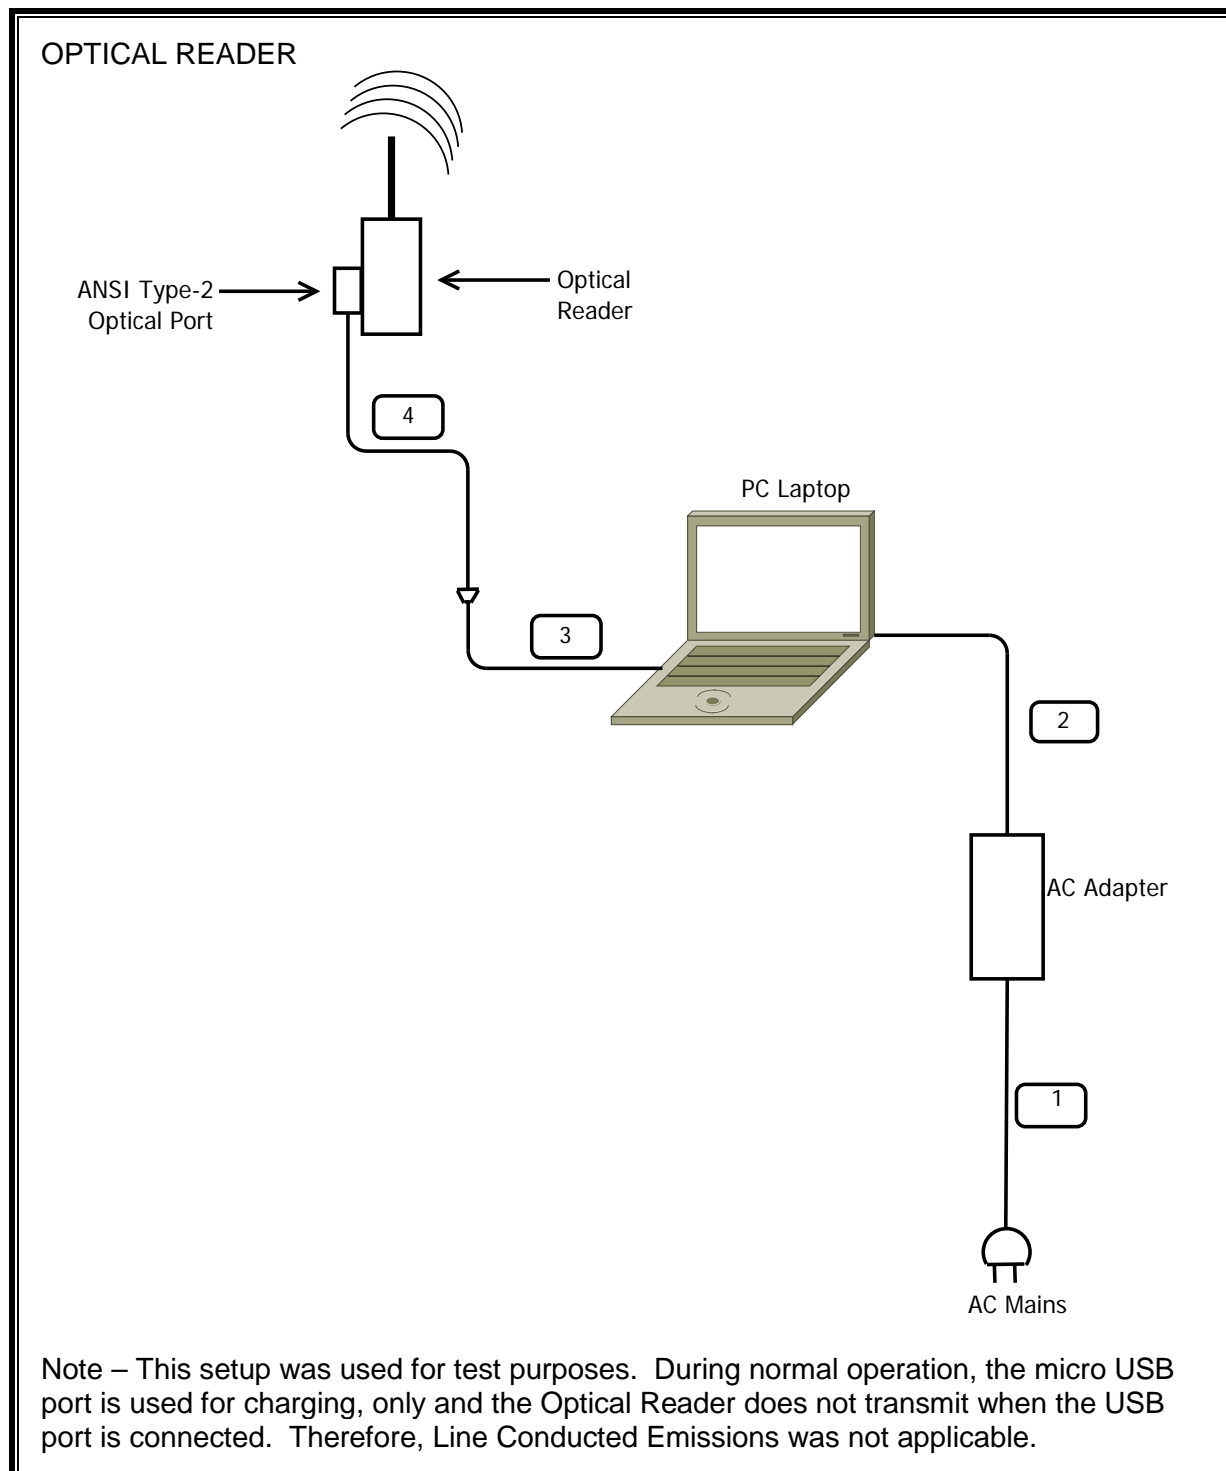 OPTICAL READER
ANSI Type-2
Optical Port
Optical
Reader
4
PC Laptop
3
2
AC Adapter
1
AC Mains
Note – This setup was used for test purposes.  During normal operation, the micro USB
port is used for charging, only and the Optical Reader does not transmit when the USB
port is connected.  Therefore, Line Conducted Emissions was not applicable.